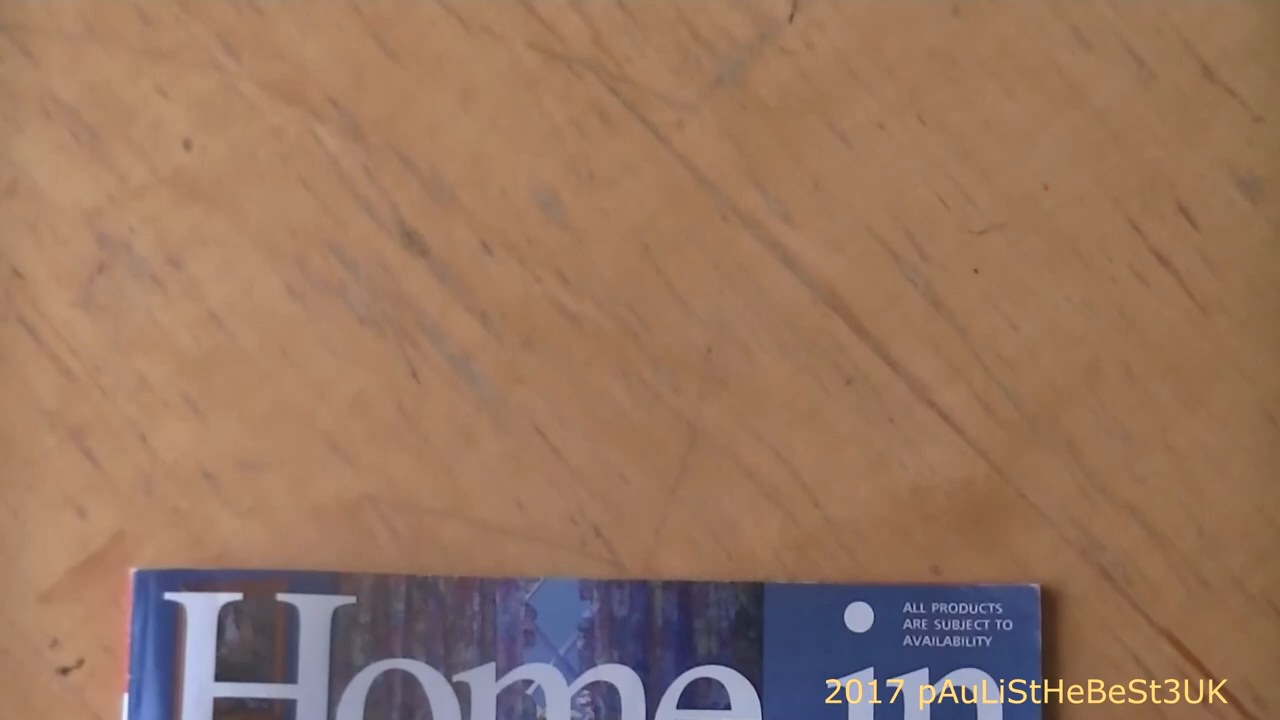 Home in
ALL PRODUCTS
ARE SUBJECT TO
AVAILABILITY
2017 pAuLiStHeBeSt3UK